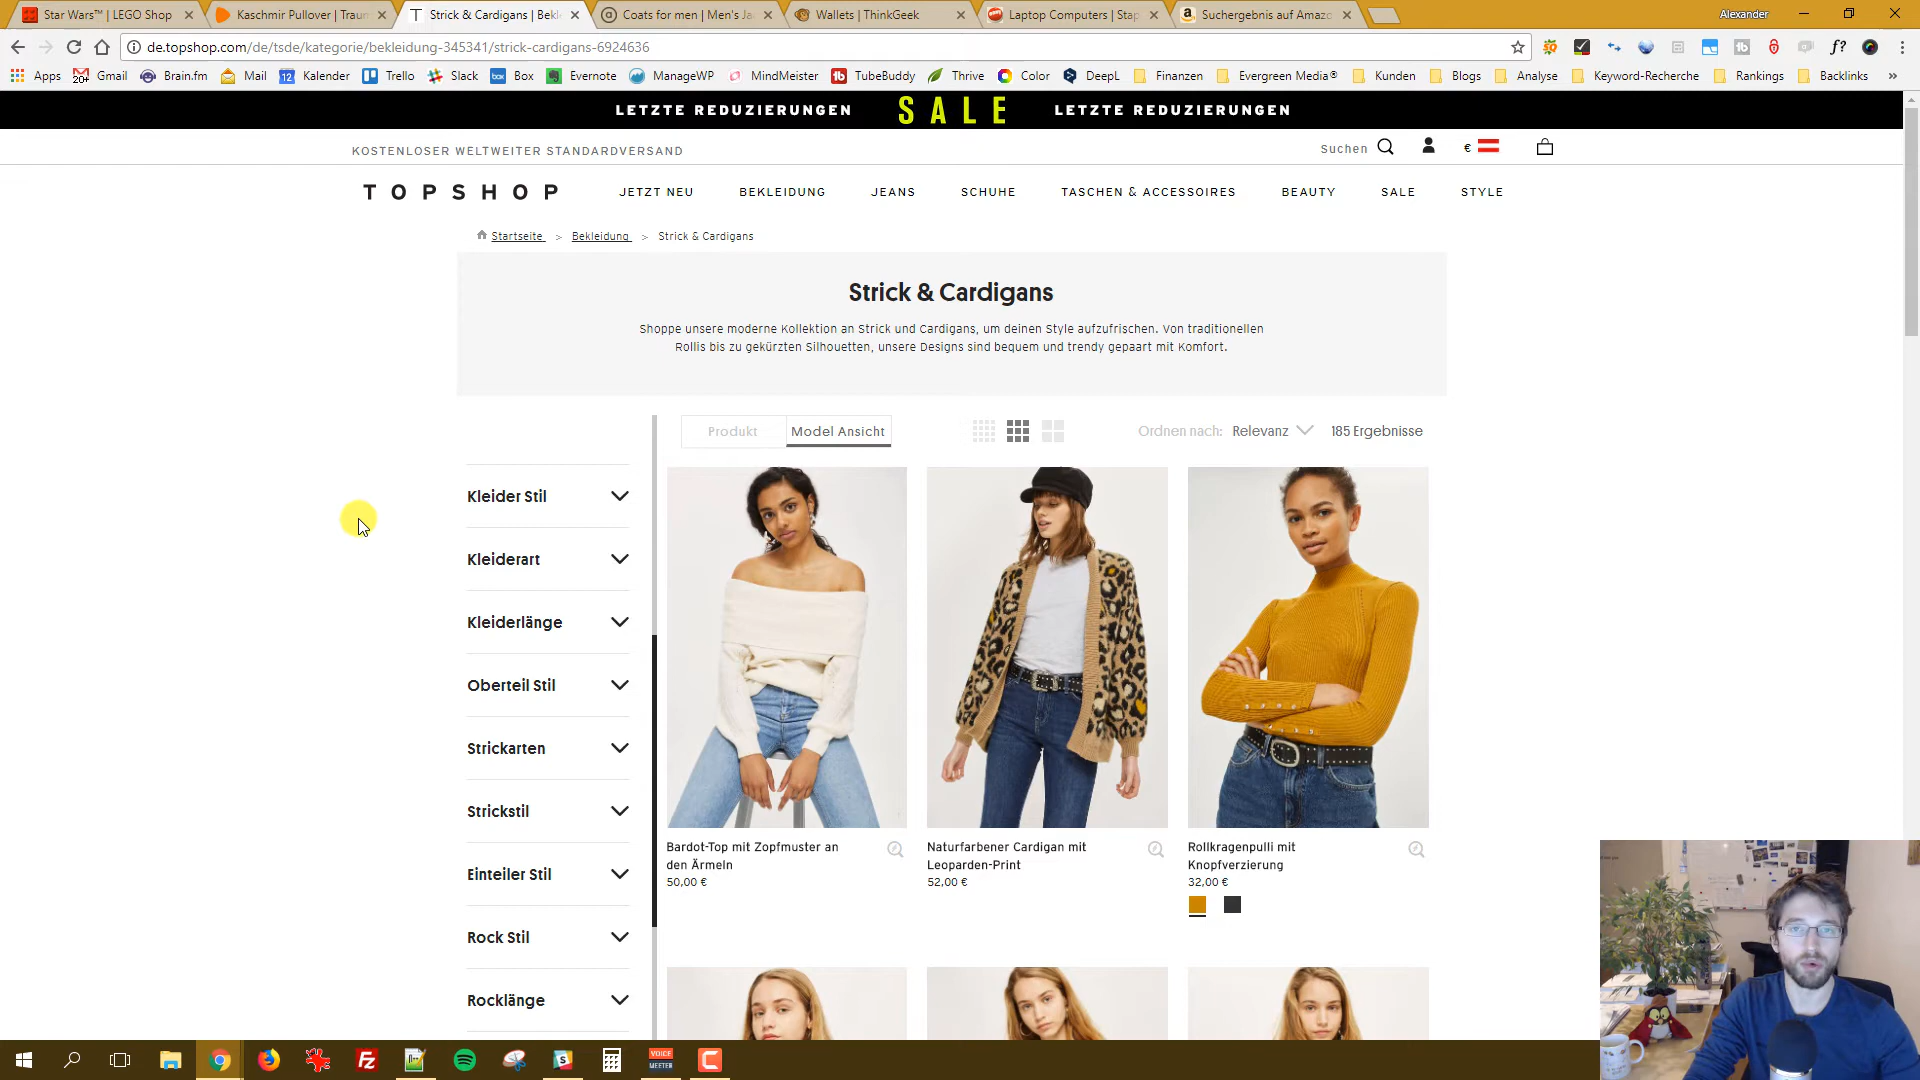 Star Wars™ | LEGO Shop
Kaschmir Pullover | Traum
Strick & Cardigans | Bekl
Coats for men | Men's Ja
Wallets | ThinkGeek
Laptop Computers | Stap
Suchergebnis auf Amazo
Alexander
de.topshop.com/de/tsde/kategorie/bekleidung-345341/strick-cardigans-6924636
Apps
Gmail
Brain.fm
Mail
Kalender
Trello
Slack
Box
Evernote
ManageWP
MindMeister
TubeBuddy
Thrive
Color
DeepL
Finanzen
Evergreen Media®
Kunden
Blogs
Analyse
Keyword-Recherche
Rankings
Backlinks
LETZTE REDUZIERUNGEN SALE LETZTE REDUZIERUNGEN
KOSTENLOSER WELTWEITER STANDARDVERSAND
Suchen
€
TOPSHOP
JETZT NEU
BEKLEIDUNG
JEANS
SCHUHE
TASCHEN & ACCESSOIRES
BEAUTY
SALE
STYLE
Startseite > Bekleidung > Strick & Cardigans
Strick & Cardigans
Shoppe unsere moderne Kollektion an Strick und Cardigans, um deinen Style aufzufrischen. Von traditionellen
Rollis bis zu gekürzten Silhouetten, unsere Designs sind bequem und trendy gepaart mit Komfort.
Produkt
Model Ansicht
Ordnen nach: Relevanz
185 Ergebnisse
Kleider Stil
Kleiderart
Kleiderlänge
Oberteil Stil
Strickarten
Strickstil
Einteiler Stil
Rock Stil
Rocklänge
Bardot-Top mit Zopfmuster an
den Ärmeln
50,00 €
Naturfarbener Cardigan mit
Leoparden-Print
52,00 €
Rollkragenpulli mit
Knopfverzierung
32,00 €
VOICE
MEETER